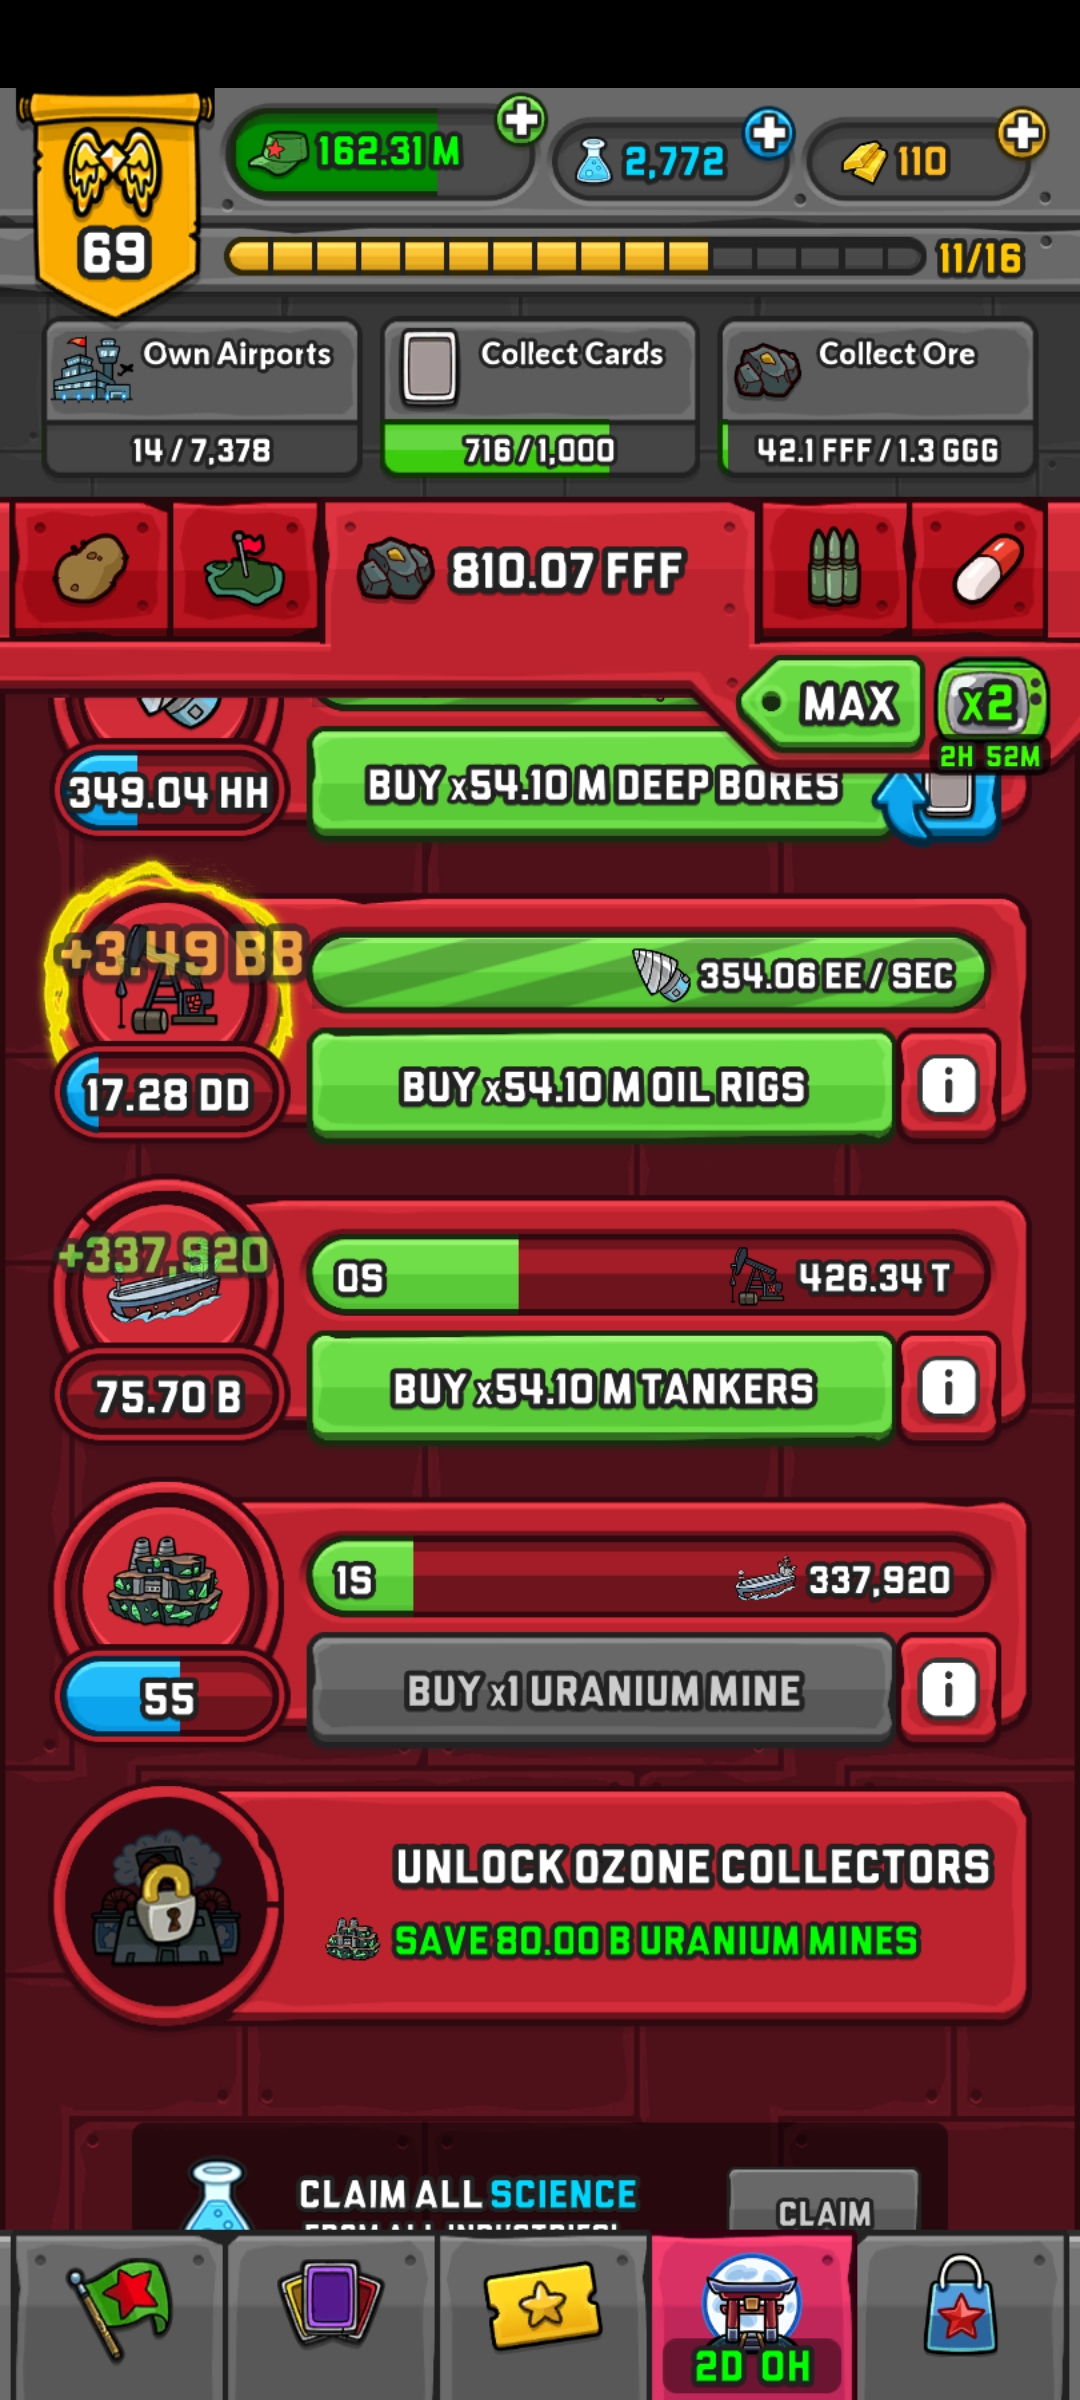 162.31 M
2,772
110
69
11/16
Own Airports
14 / 7,378
Collect Cards
716 / 1,000
Collect Ore
42.1 FFF / 1.3 GGG
810.07 FFF
MAX
x2
2H 52M
349.04 HH
BUY x54.10 M DEEP BORES
+3.49 BB
354.06 EE / SEC
17.28 DD
BUY x54.10 M OIL RIGS
i
+337,920
0S
426.34 T
75.70 B
BUY x54.10 M TANKERS
i
1S
337,920
55
BUY x1 URANIUM MINE
i
UNLOCK OZONE COLLECTORS
SAVE 80.00 B URANIUM MINES
CLAIM ALL SCIENCE
FROM ALL INDUSTRIES!
CLAIM
2D 0H